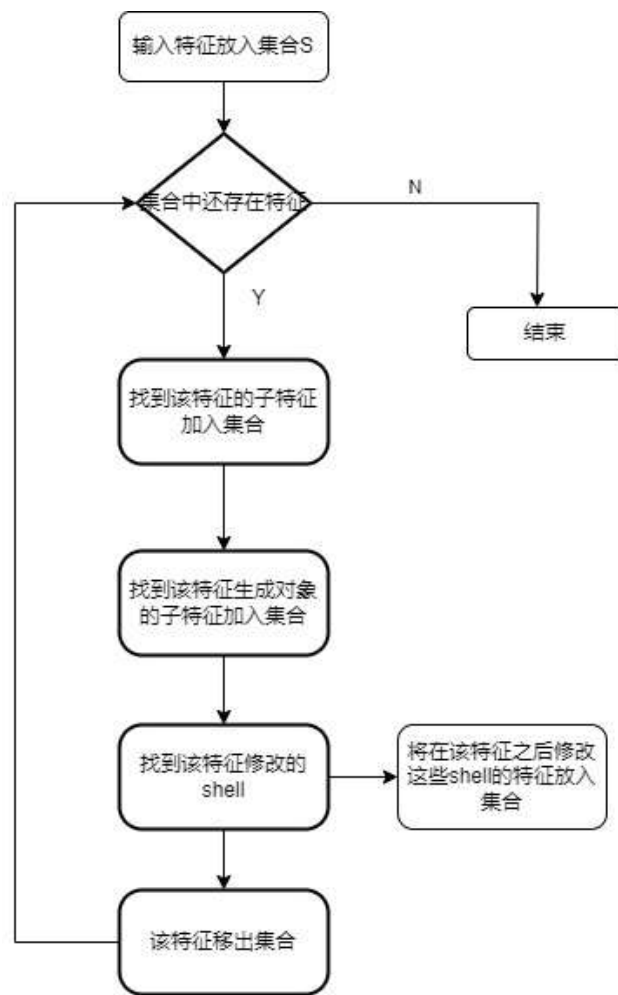 输入特征放入集合S
集合中还存在特征
N
Y
结束
找到该特征的子特征
加入集合
找到该特征生成对象
的子特征加入集合
找到该特征修改的
shell
将在该特征之后修改
这些shell的特征放入
集合
该特征移出集合